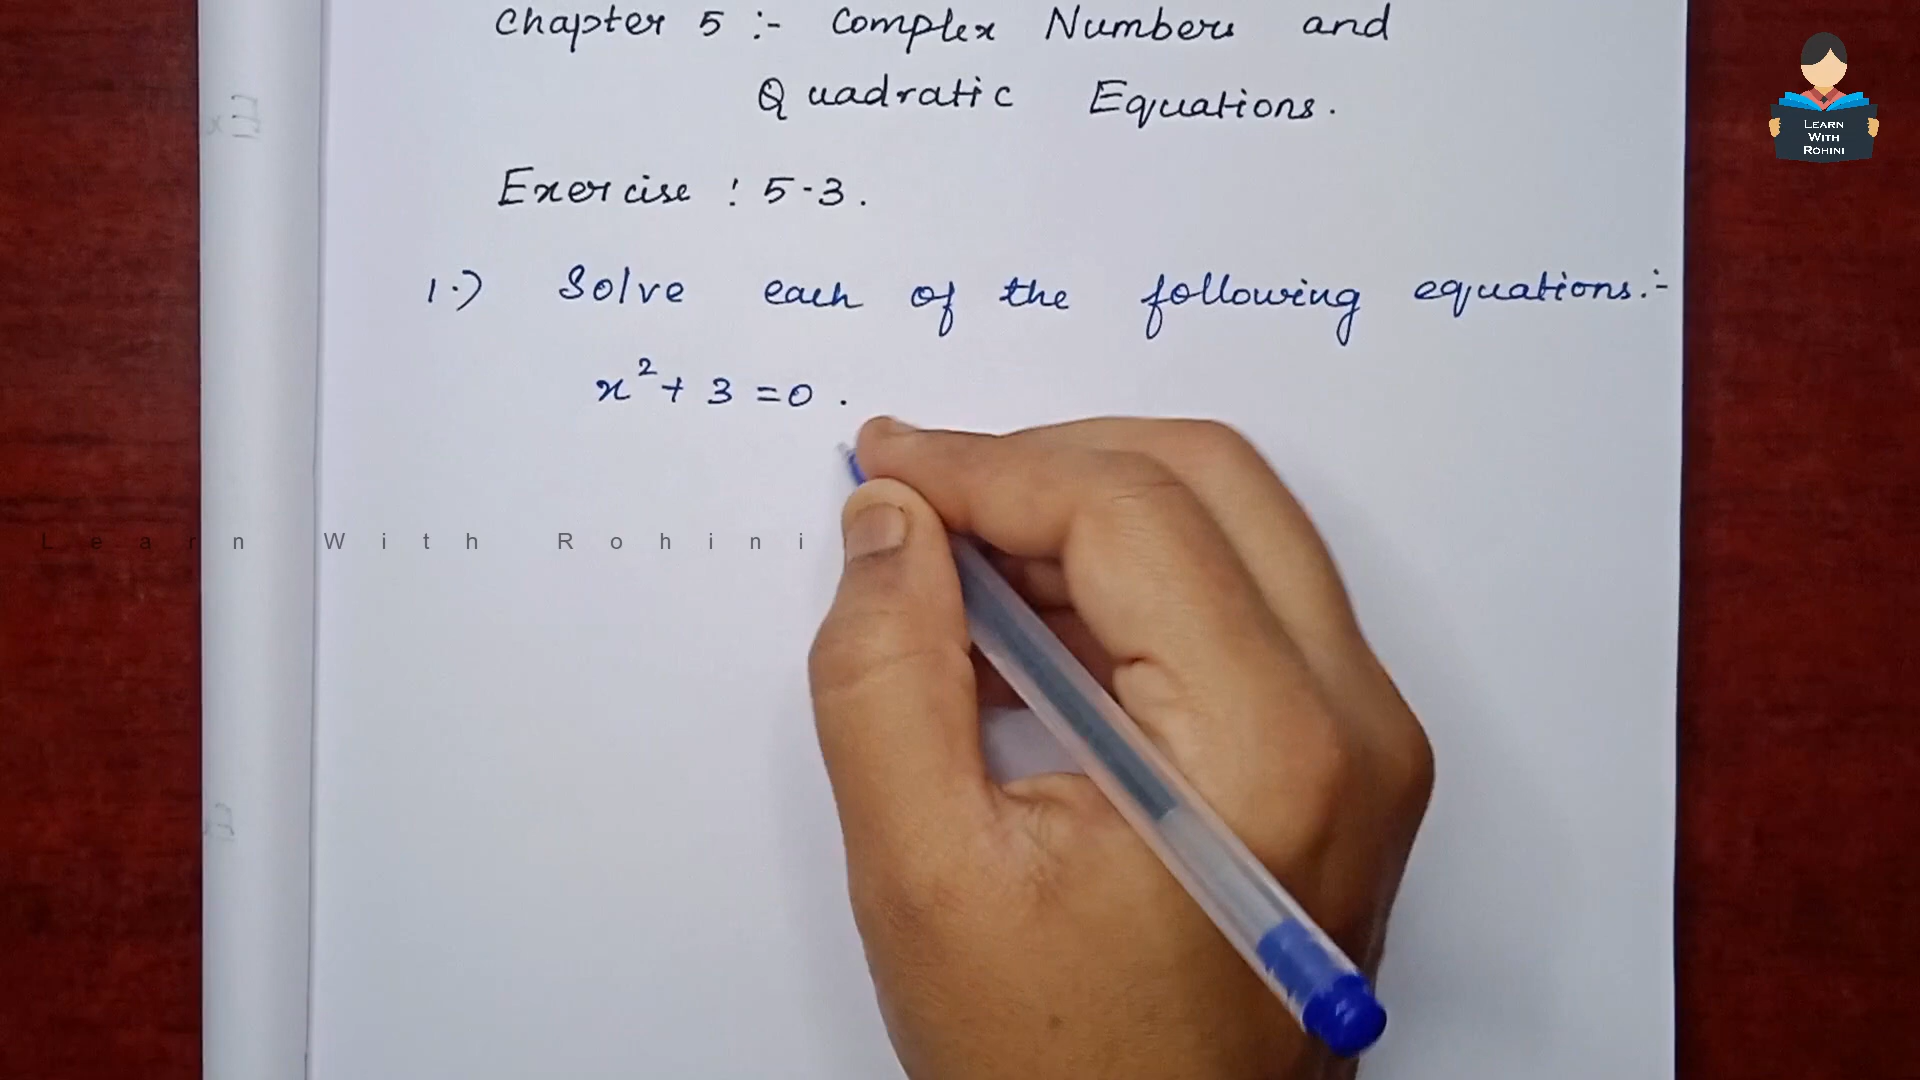 Chapter 5 :- Complex Numbers and
Quadratic Equations.
Exercise : 5.3.
1.) Solve each of the following equations:-
x² + 3 = 0.
Learn With Rohini
LEARN
WITH
ROHINI